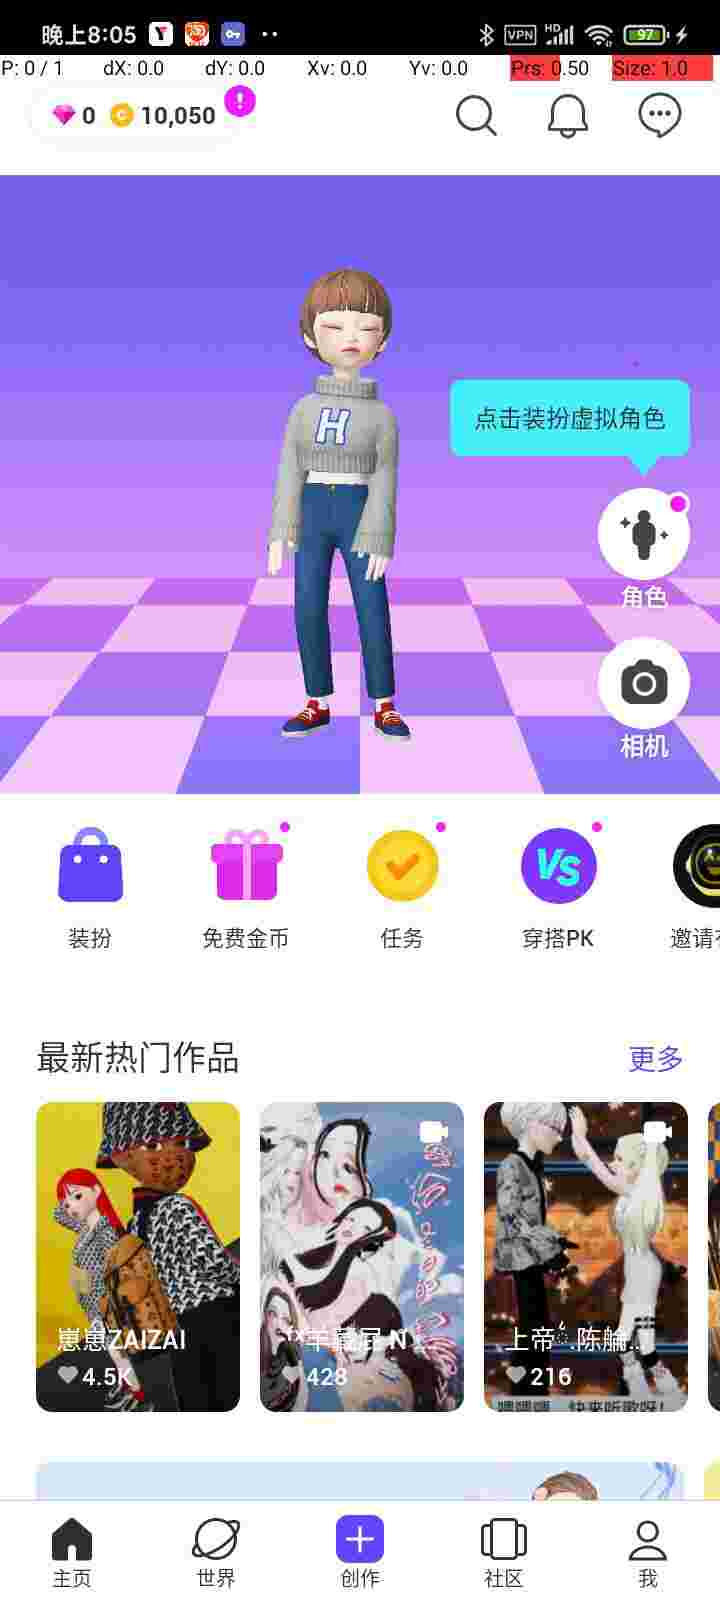 晚上8:05 VPN HD 97
P: 0 / 1 dX: 0.0 dY: 0.0 Xv: 0.0 Yv: 0.0 Prs: 0.50 Size: 1.0
0 10,050
H
点击装扮虚拟角色
角色
相机
VS
装扮 免费金币 任务 穿搭PK 邀请
最新热门作品 更多
崽崽ZAIZAI
4.5K
428
上帝 .陈
216
主页 世界 创作 社区 我